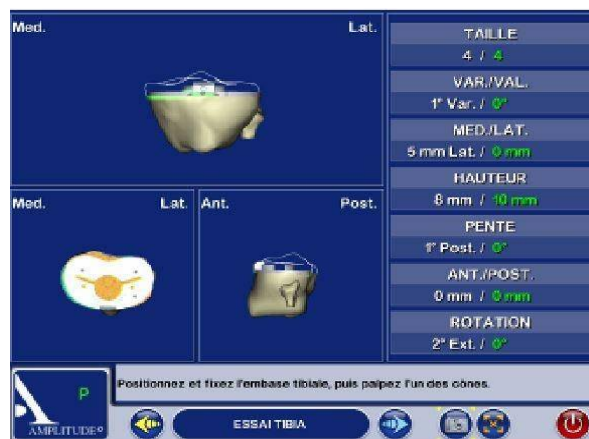 Med. Lat.
Med. Lat.
Ant. Post.
TAILLE
4 / 4
VAR./VAL.
1° Var. / 0°
MED./LAT.
5 mm Lat. / 0 mm
HAUTEUR
8 mm / 10 mm
PENTE
1° Post. / 0°
ANT./POST.
0 mm / 0 mm
ROTATION
2° Ext. / 0°
Positionnez et fixez l'embase tibiale, puis palpez l'un des cônes.
P
AMPLITUDE®
ESSAI TIBIA